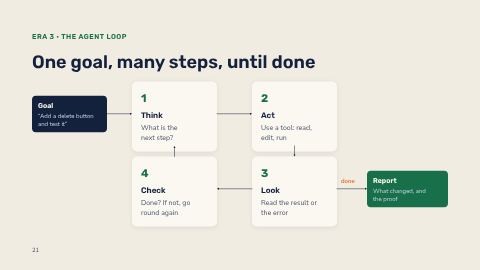 ERA 3 • THE AGENT LOOP
One goal, many steps, until done
Goal
"Add a delete button
and test it"
1
Think
What is the
next step?
2
Act
Use a tool: read,
edit, run
4
Check
Done? If not, go
round again
3
Look
Read the result or
the error
done
Report
What changed, and
the proof
21